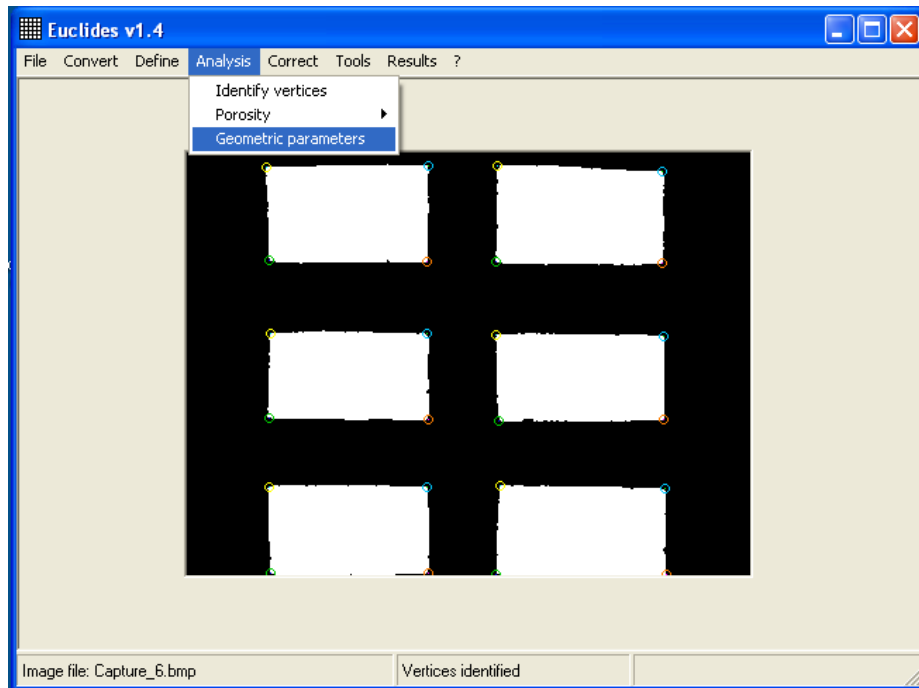 Euclides v1.4
File Convert Define Analysis Correct Tools Results ?
Identify vertices
Porosity
Geometric parameters
Image file: Capture_6.bmp Vertices identified